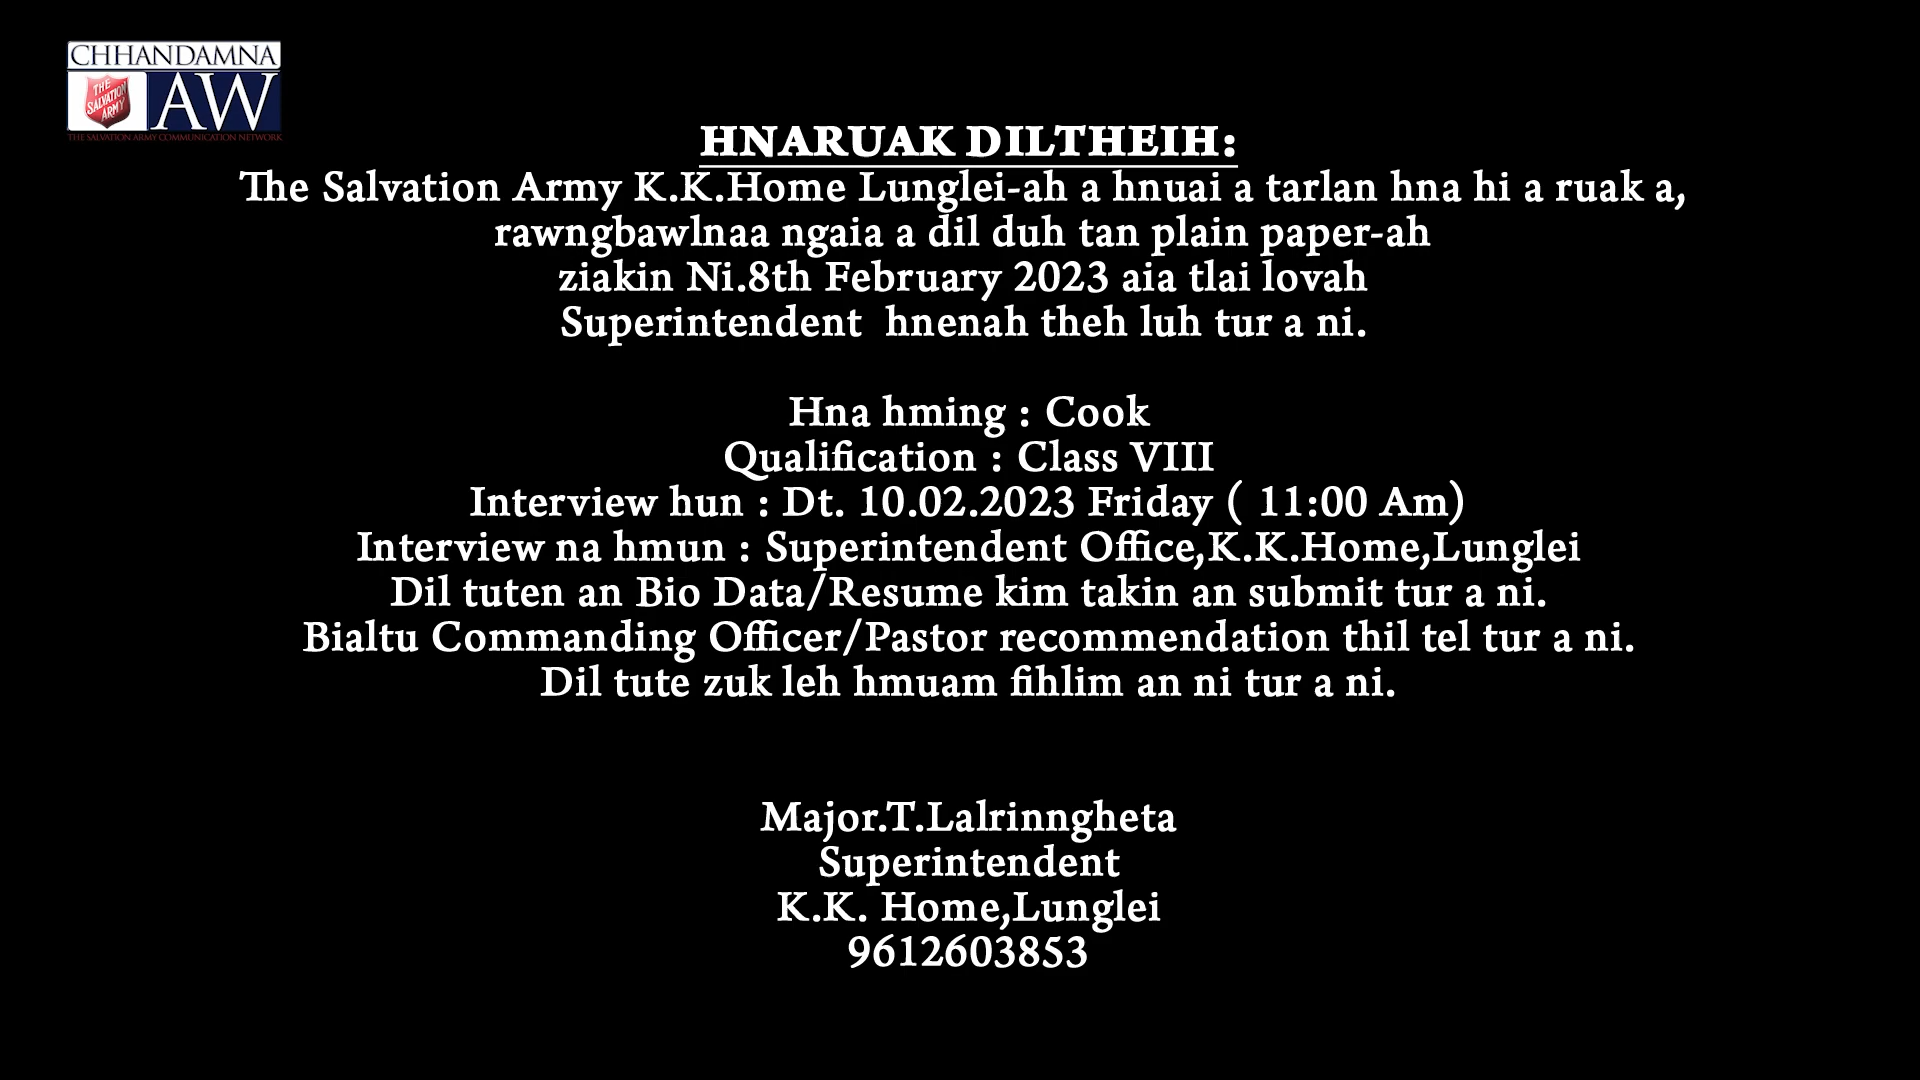 CHHANDAMNA
THE SALVATION ARMY
AW
THE SALVATION ARMY COMMUNICATION NETWORK
HNARUAK DILTHEIH:
The Salvation Army K.K.Home Lunglei-ah a hnuai a tarlan hna hi a ruak a,
rawngbawlnaa ngaia a dil duh tan plain paper-ah
ziakin Ni.8th February 2023 aia tlai lovah
Superintendent hnenah theh luh tur a ni.
Hna hming : Cook
Qualification : Class VIII
Interview hun : Dt. 10.02.2023 Friday ( 11:00 Am)
Interview na hmun : Superintendent Office,K.K.Home,Lunglei
Dil tuten an Bio Data/Resume kim takin an submit tur a ni.
Bialtu Commanding Officer/Pastor recommendation thil tel tur a ni.
Dil tute zuk leh hmuam fihlim an ni tur a ni.
Major.T.Lalrinngheta
Superintendent
K.K. Home,Lunglei
9612603853